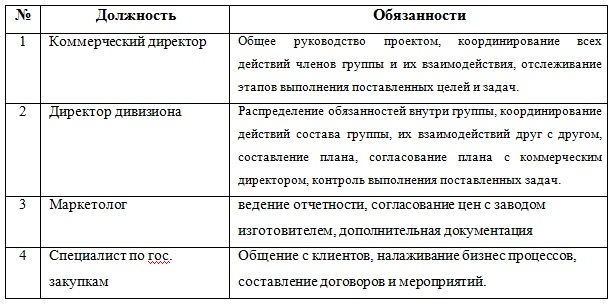 № Должность Обязанности
1 Коммерческий директор Общее руководство проектом, координирование всех
действий членов группы и их взаимодействия, отслеживание
этапов выполнения поставленных целей и задач.
2 Директор дивизиона Распределение обязанностей внутри группы, координирование
действий состава группы, их взаимодействий друг с другом,
составление плана, согласование плана с коммерческим
директором, контроль выполнения поставленных задач.
3 Маркетолог ведение отчетности, согласование цен с заводом
изготовителем, дополнительная документация
4 Специалист по гос. Общение с клиентов, налаживание бизнес процессов,
закупкам составление договоров и мероприятий.